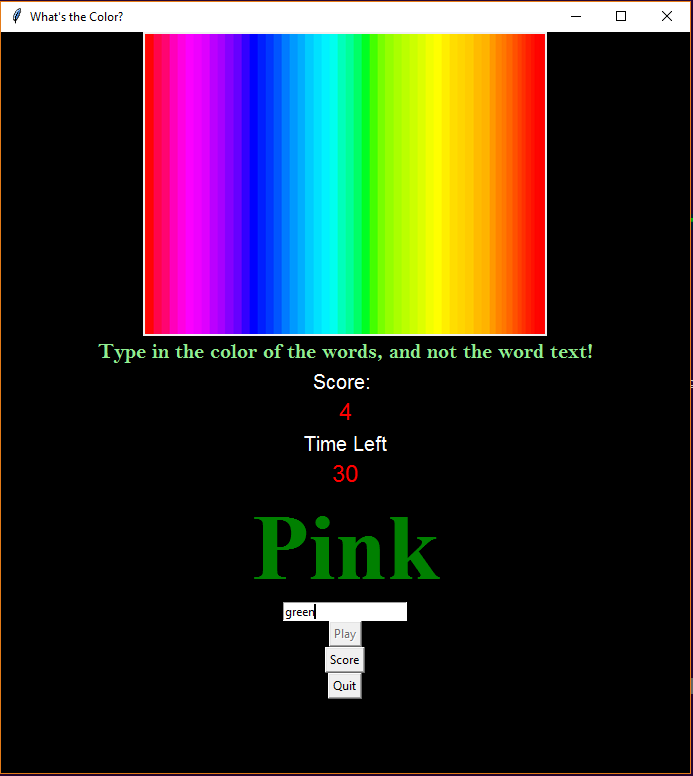 What's the Color?
Type in the color of the words, and not the word text!
Score:
4
Time Left
30
Pink
green
Play
Score
Quit